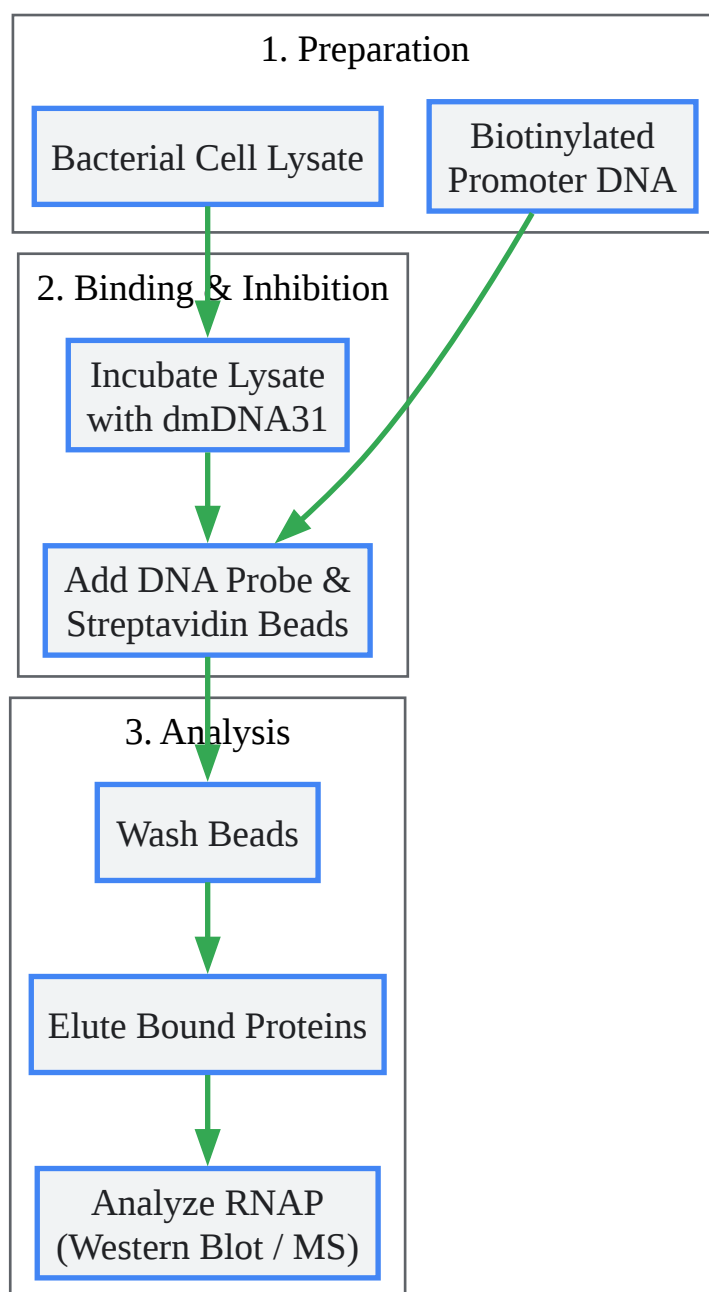 1. Preparation
Bacterial Cell Lysate
Biotinylated
Promoter DNA
2. Binding & Inhibition
Incubate Lysate
with dmDNA31
Add DNA Probe &
Streptavidin Beads
3. Analysis
Wash Beads
Elute Bound Proteins
Analyze RNAP
(Western Blot / MS)